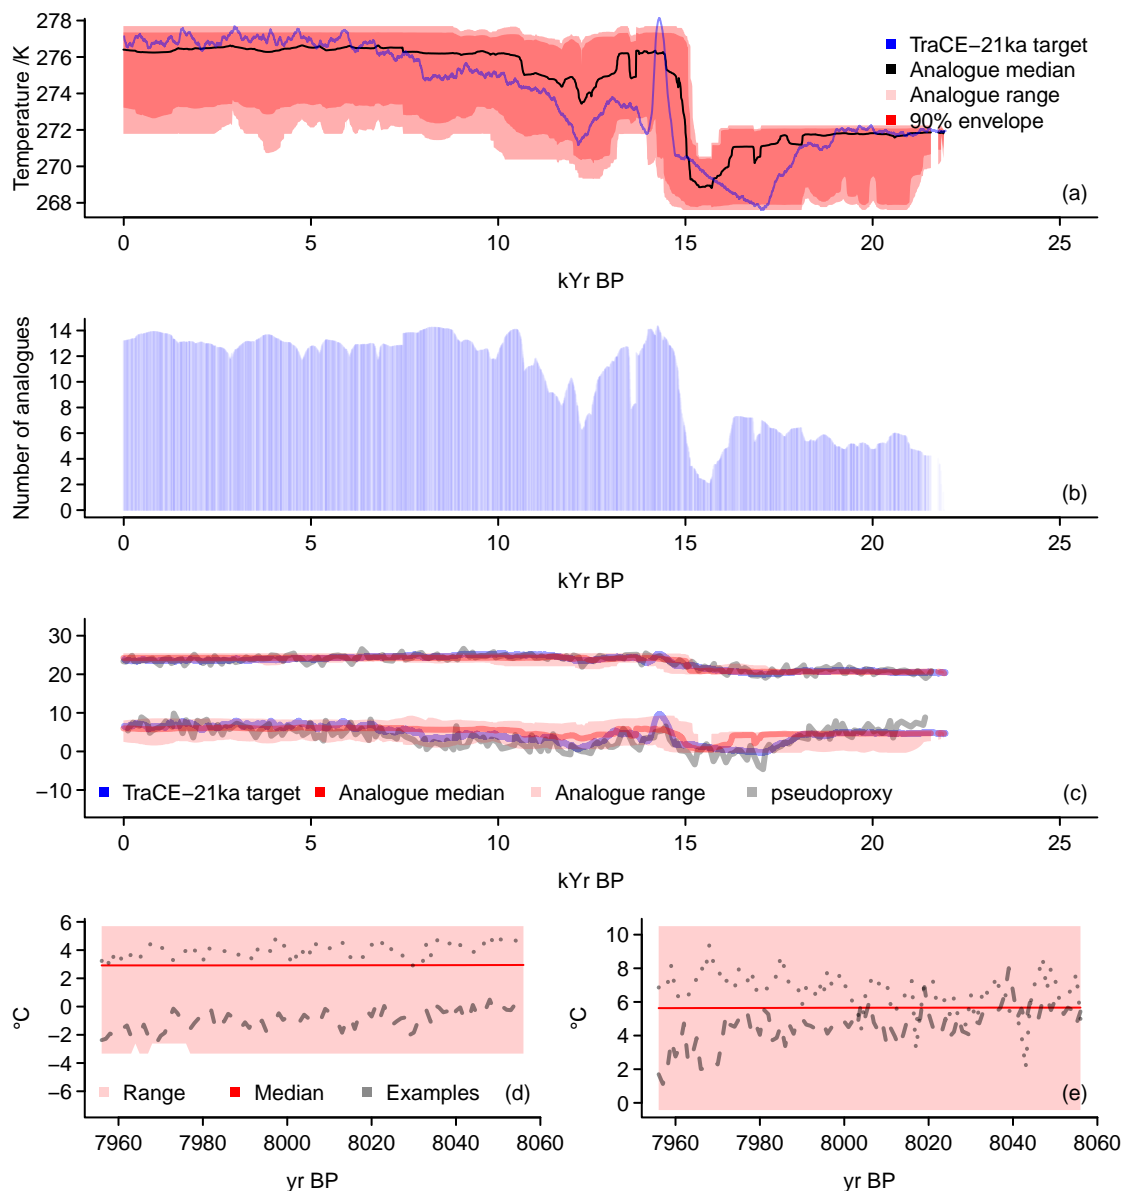 Temperature /K
278
276
274
272
270
268
TraCE−21ka target
Analogue median
Analogue range
90% envelope
(a)
0 5 10 15 20 25
kYr BP
Number of analogues
14
12
10
8
6
4
2
0
(b)
0 5 10 15 20 25
kYr BP
30
20
10
0
−10
TraCE−21ka target Analogue median Analogue range pseudoproxy (c)
0 5 10 15 20 25
kYr BP
°C
6
4
2
0
−2
−4
−6
Range Median Examples (d)
7960 7980 8000 8020 8040 8060
yr BP
°C
10
8
6
4
2
0
(e)
7960 7980 8000 8020 8040 8060
yr BP